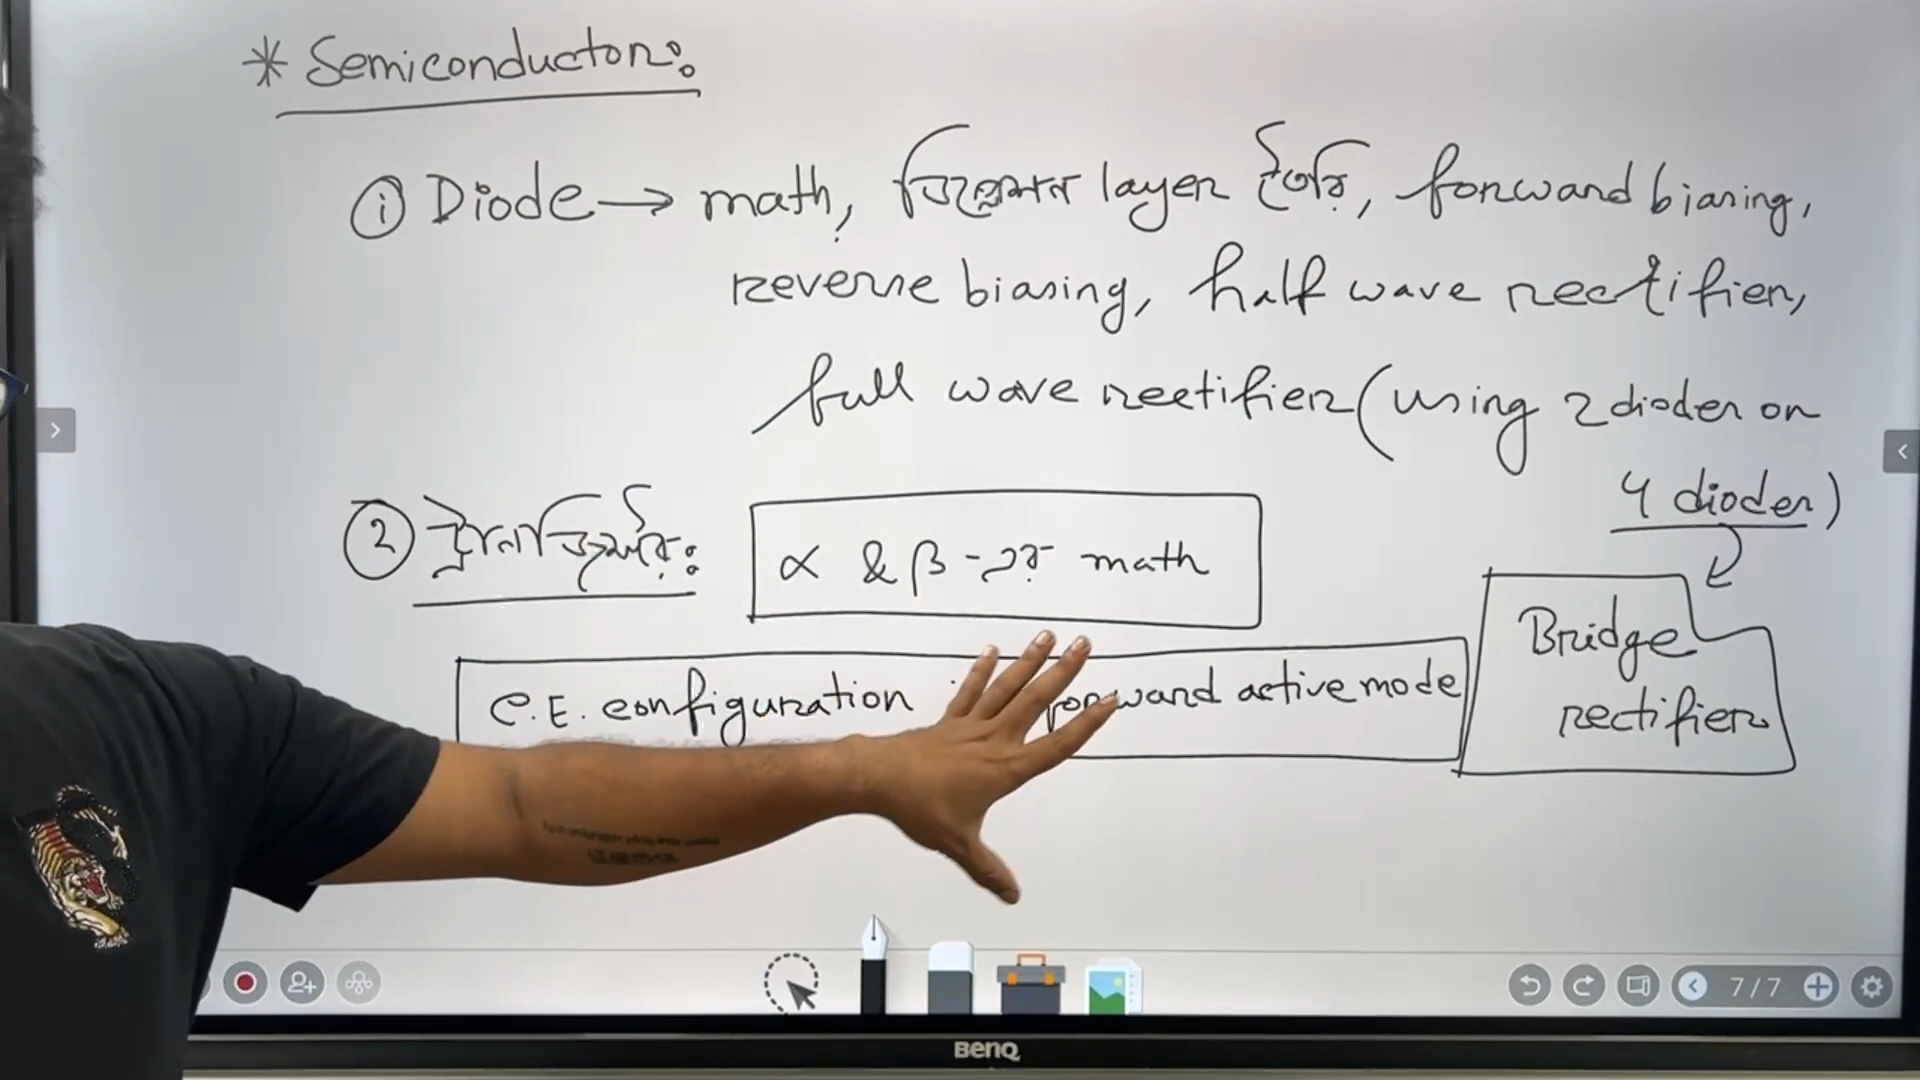 * Semiconductor:
① Diode → math, নিঃশেষিত layer তৈরি, forward biasing,
reverse biasing, half wave rectifier,
full wave rectifier (using 2 diodes or
4 diodes)
② ট্রানজিস্টর:
α & β -এর math
Bridge
rectifier
C.E. configuration forward active mode
7/7
BenQ